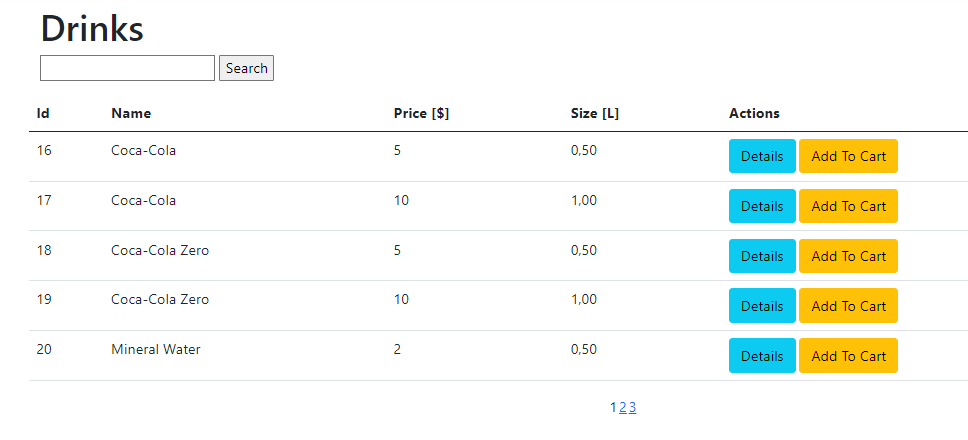 Drinks
Search
Id Name Price [$] Size [L] Actions
16 Coca-Cola 5 0,50 Details Add To Cart
17 Coca-Cola 10 1,00 Details Add To Cart
18 Coca-Cola Zero 5 0,50 Details Add To Cart
19 Coca-Cola Zero 10 1,00 Details Add To Cart
20 Mineral Water 2 0,50 Details Add To Cart
1 2 3